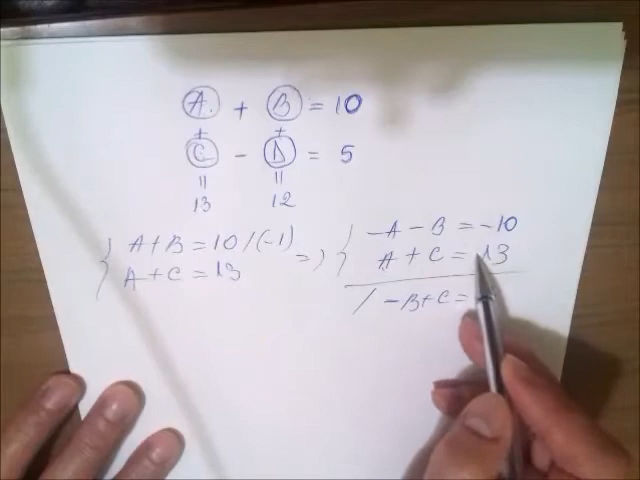 A + B = 10
+ +
C - D = 5
= =
13 12
A+B=10/(-1)
A+C=13
=>
-A-B=-10
A+C=13
/ -B+C=